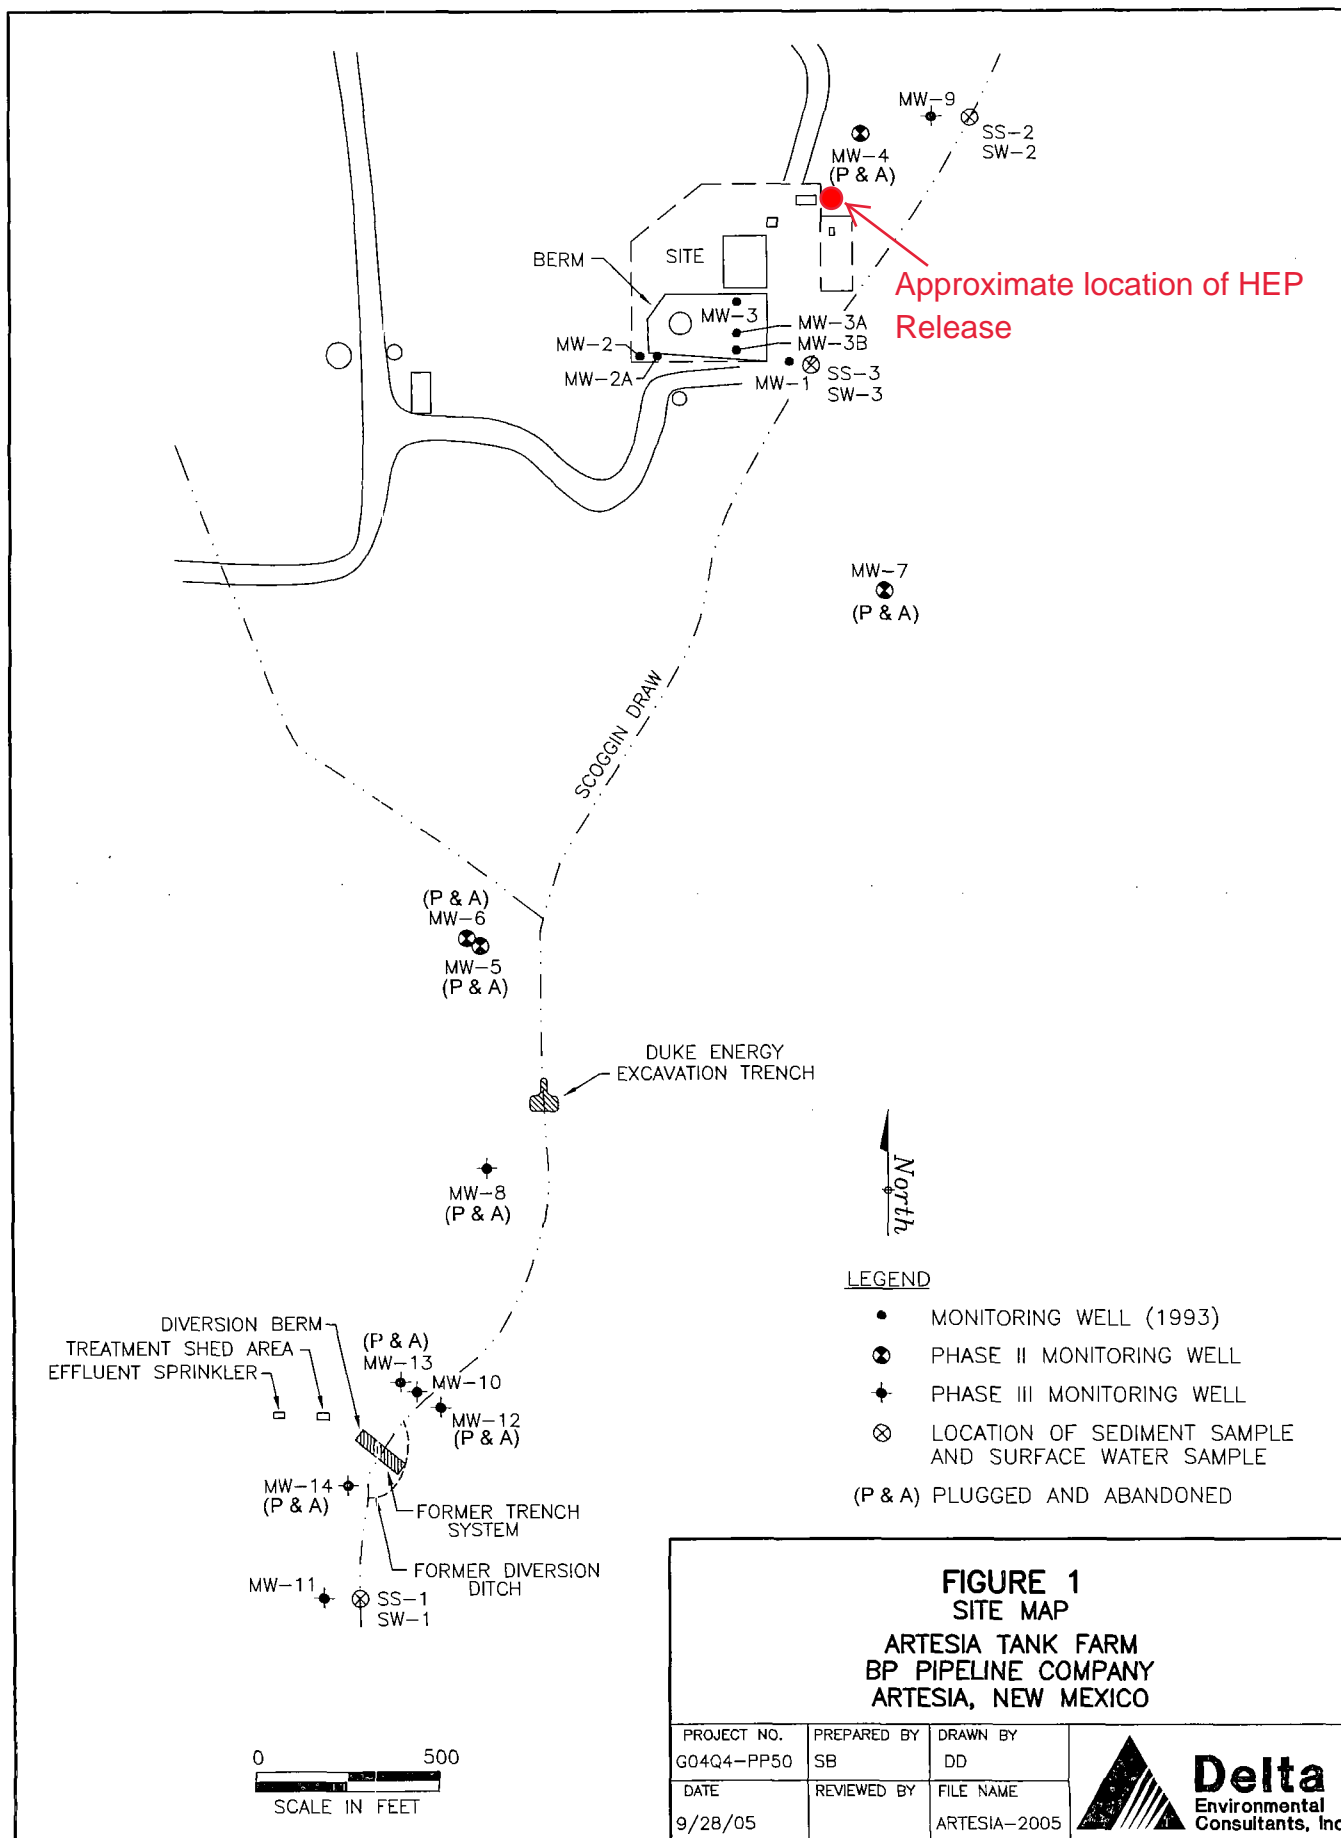 MW-9
SS-2
SW-2
MW-4
(P & A)
BERM
SITE
Approximate location of HEP
Release
MW-3
MW-3A
MW-3B
MW-2
MW-2A
MW-1
SS-3
SW-3
MW-7
(P & A)
SCOGGIN DRAW
(P & A)
MW-6
MW-5
(P & A)
DUKE ENERGY
EXCAVATION TRENCH
MW-8
(P & A)
North
DIVERSION BERM
TREATMENT SHED AREA
EFFLUENT SPRINKLER
(P & A)
MW-13
MW-10
MW-12
(P & A)
MW-14
(P & A)
FORMER TRENCH
SYSTEM
FORMER DIVERSION
DITCH
MW-11
SS-1
SW-1
0 500
SCALE IN FEET
LEGEND
MONITORING WELL (1993)
PHASE II MONITORING WELL
PHASE III MONITORING WELL
LOCATION OF SEDIMENT SAMPLE
AND SURFACE WATER SAMPLE
(P & A) PLUGGED AND ABANDONED
FIGURE 1
SITE MAP
ARTESIA TANK FARM
BP PIPELINE COMPANY
ARTESIA, NEW MEXICO
PROJECT NO.
G04Q4-PP50
PREPARED BY
SB
DRAWN BY
DD
DATE
9/28/05
REVIEWED BY
FILE NAME
ARTESIA-2005
Delta
Environmental
Consultants, Inc